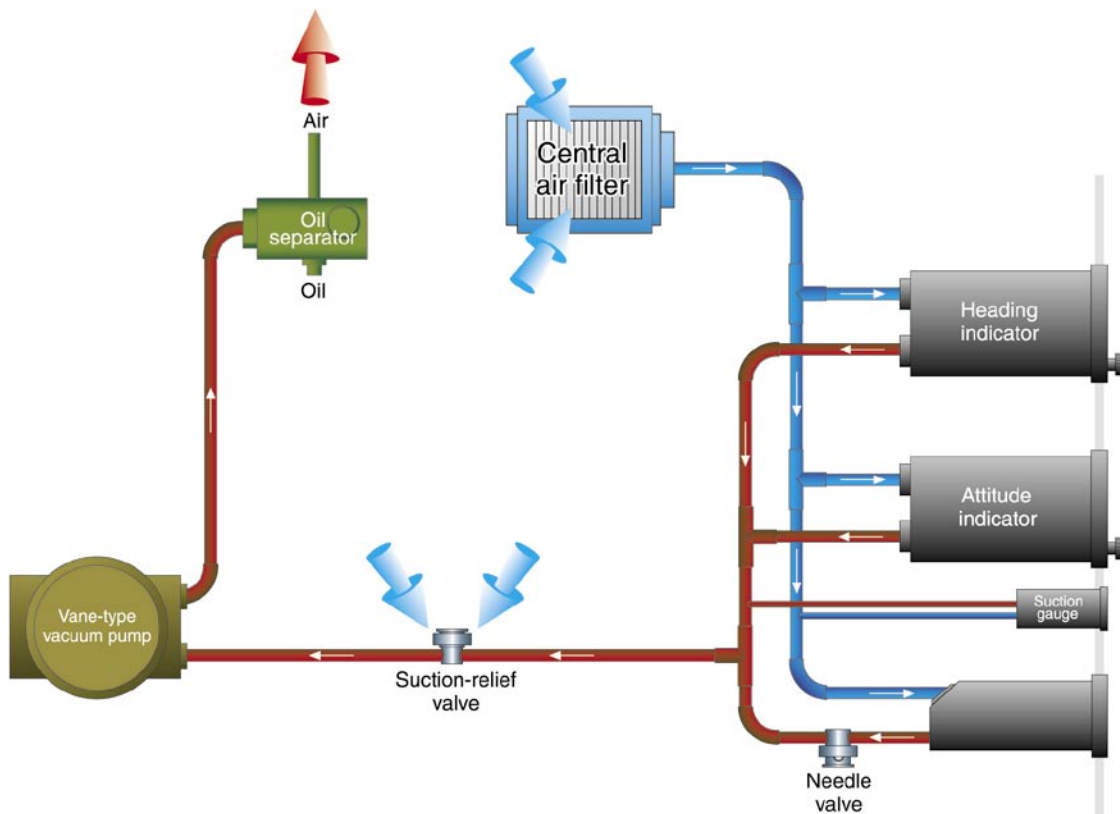 Air
Oil
separator
Oil
Central
air filter
Heading
indicator
Attitude
indicator
Suction
gauge
Vane-type
vacuum pump
Suction-relief
valve
Needle
valve